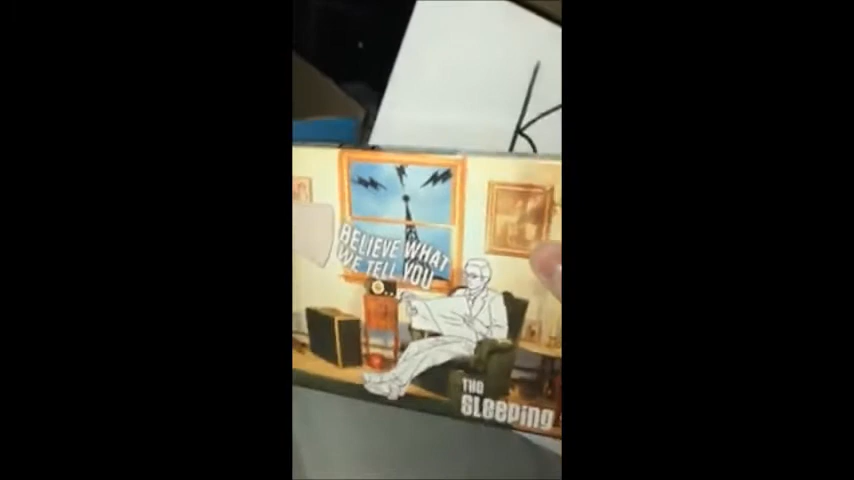 K
BELIEVE WHAT
WE TELL YOU
THE
SLEEPING